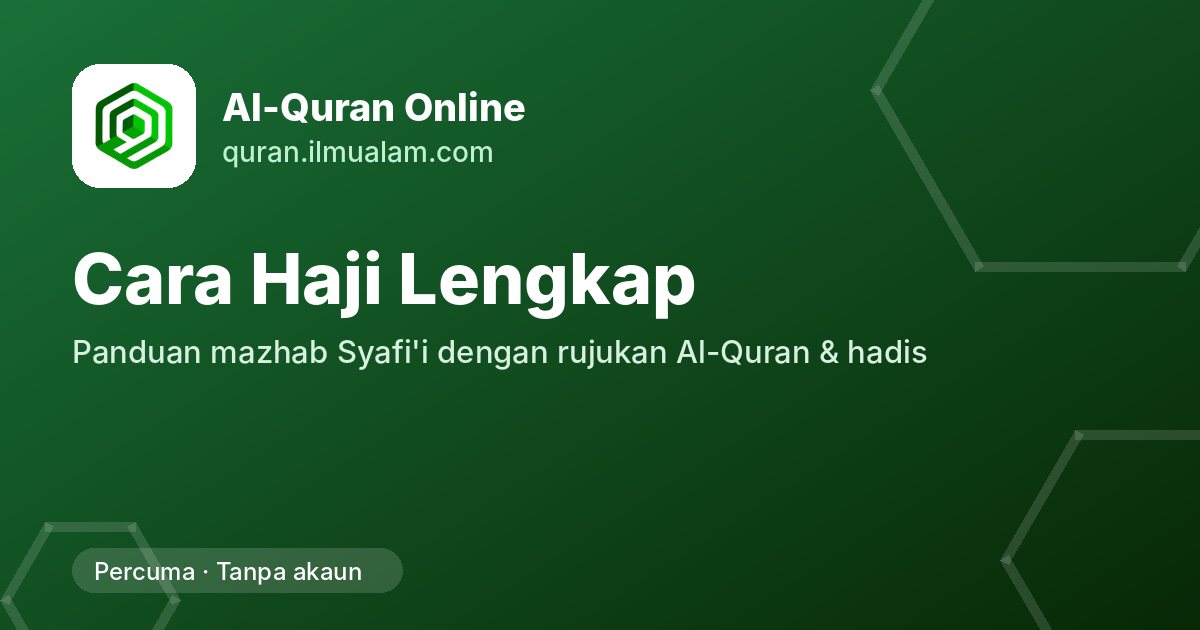 Al-Quran Online
quran.ilmualam.com
Cara Haji Lengkap
Panduan mazhab Syafi'i dengan rujukan Al-Quran & hadis
Percuma · Tanpa akaun